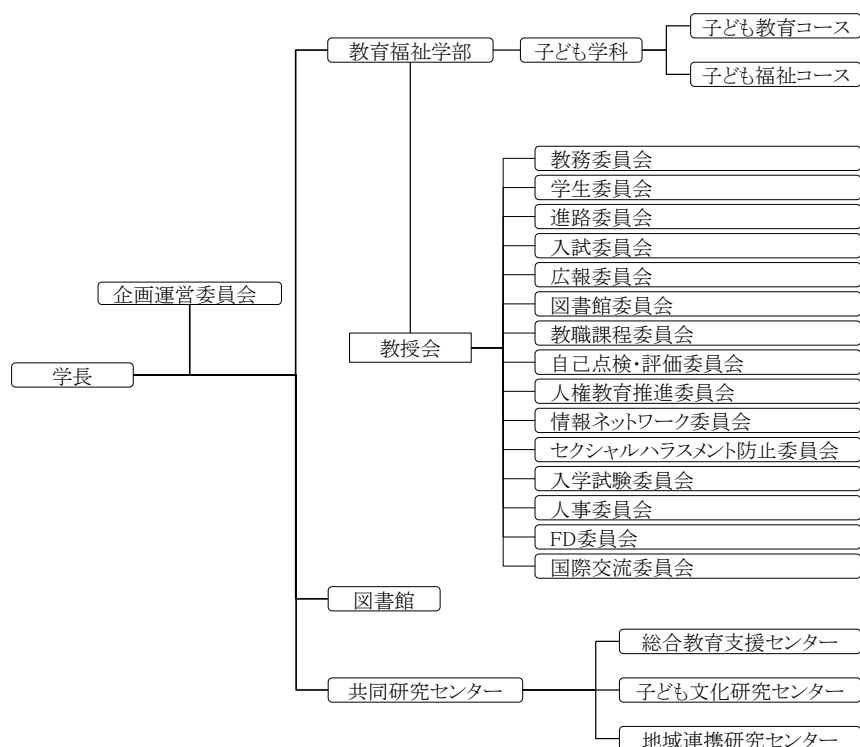 教育福祉学部
子ども学科
子ども教育コース
子ども福祉コース
企画運営委員会
学長
教授会
教務委員会
学生委員会
進路委員会
入試委員会
広報委員会
図書館委員会
教職課程委員会
自己点検・評価委員会
人権教育推進委員会
情報ネットワーク委員会
セクシャルハラスメント防止委員会
入学試験委員会
人事委員会
FD委員会
国際交流委員会
図書館
共同研究センター
総合教育支援センター
子ども文化研究センター
地域連携研究センター